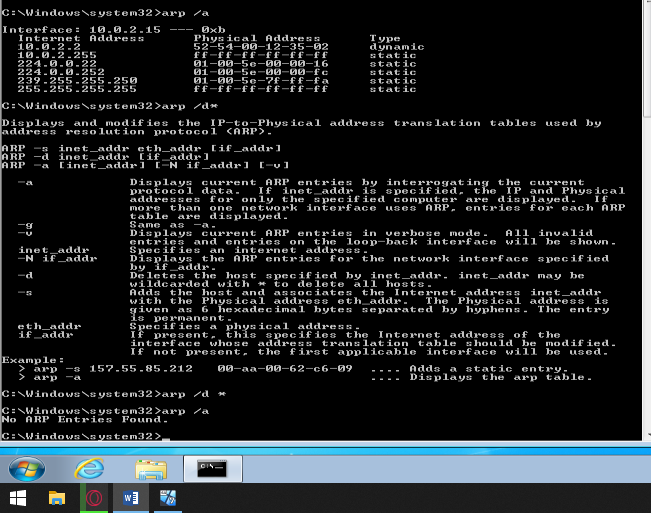 C:\Windows\system32>arp /a
Interface: 10.0.2.15 --- 0xb
  Internet Address      Physical Address      Type
  10.0.2.2              52-54-00-12-35-02     dynamic
  10.0.2.255            ff-ff-ff-ff-ff-ff     static
  224.0.0.22            01-00-5e-00-00-16     static
  224.0.0.252           01-00-5e-00-00-fc     static
  239.255.255.250       01-00-5e-7f-ff-fa     static
  255.255.255.255       ff-ff-ff-ff-ff-ff     static
C:\Windows\system32>arp /d*
Displays and modifies the IP-to-Physical address translation tables used by
address resolution protocol (ARP).
ARP -s inet_addr eth_addr [if_addr]
ARP -d inet_addr [if_addr]
ARP -a [inet_addr] [-N if_addr] [-v]
  -a            Displays current ARP entries by interrogating the current
                protocol data.  If inet_addr is specified, the IP and Physical
                addresses for only the specified computer are displayed.  If
                more than one network interface uses ARP, entries for each ARP
                table are displayed.
  -g            Same as -a.
  -v            Displays current ARP entries in verbose mode.  All invalid
                entries and entries on the loop-back interface will be shown.
  inet_addr     Specifies an internet address.
  -N if_addr    Displays the ARP entries for the network interface specified
                by if_addr.
  -d            Deletes the host specified by inet_addr. inet_addr may be
                wildcarded with * to delete all hosts.
  -s            Adds the host and associates the Internet address inet_addr
                with the Physical address eth_addr.  The Physical address is
                given as 6 hexadecimal bytes separated by hyphens. The entry
                is permanent.
  eth_addr      Specifies a physical address.
  if_addr       If present, this specifies the Internet address of the
                interface whose address translation table should be modified.
                If not present, the first applicable interface will be used.
Example:
  > arp -s 157.55.85.212   00-aa-00-62-c6-09  .... Adds a static entry.
  > arp -a                                    .... Displays the arp table.
C:\Windows\system32>arp /d *
C:\Windows\system32>arp /a
No ARP Entries Found.
C:\Windows\system32>_